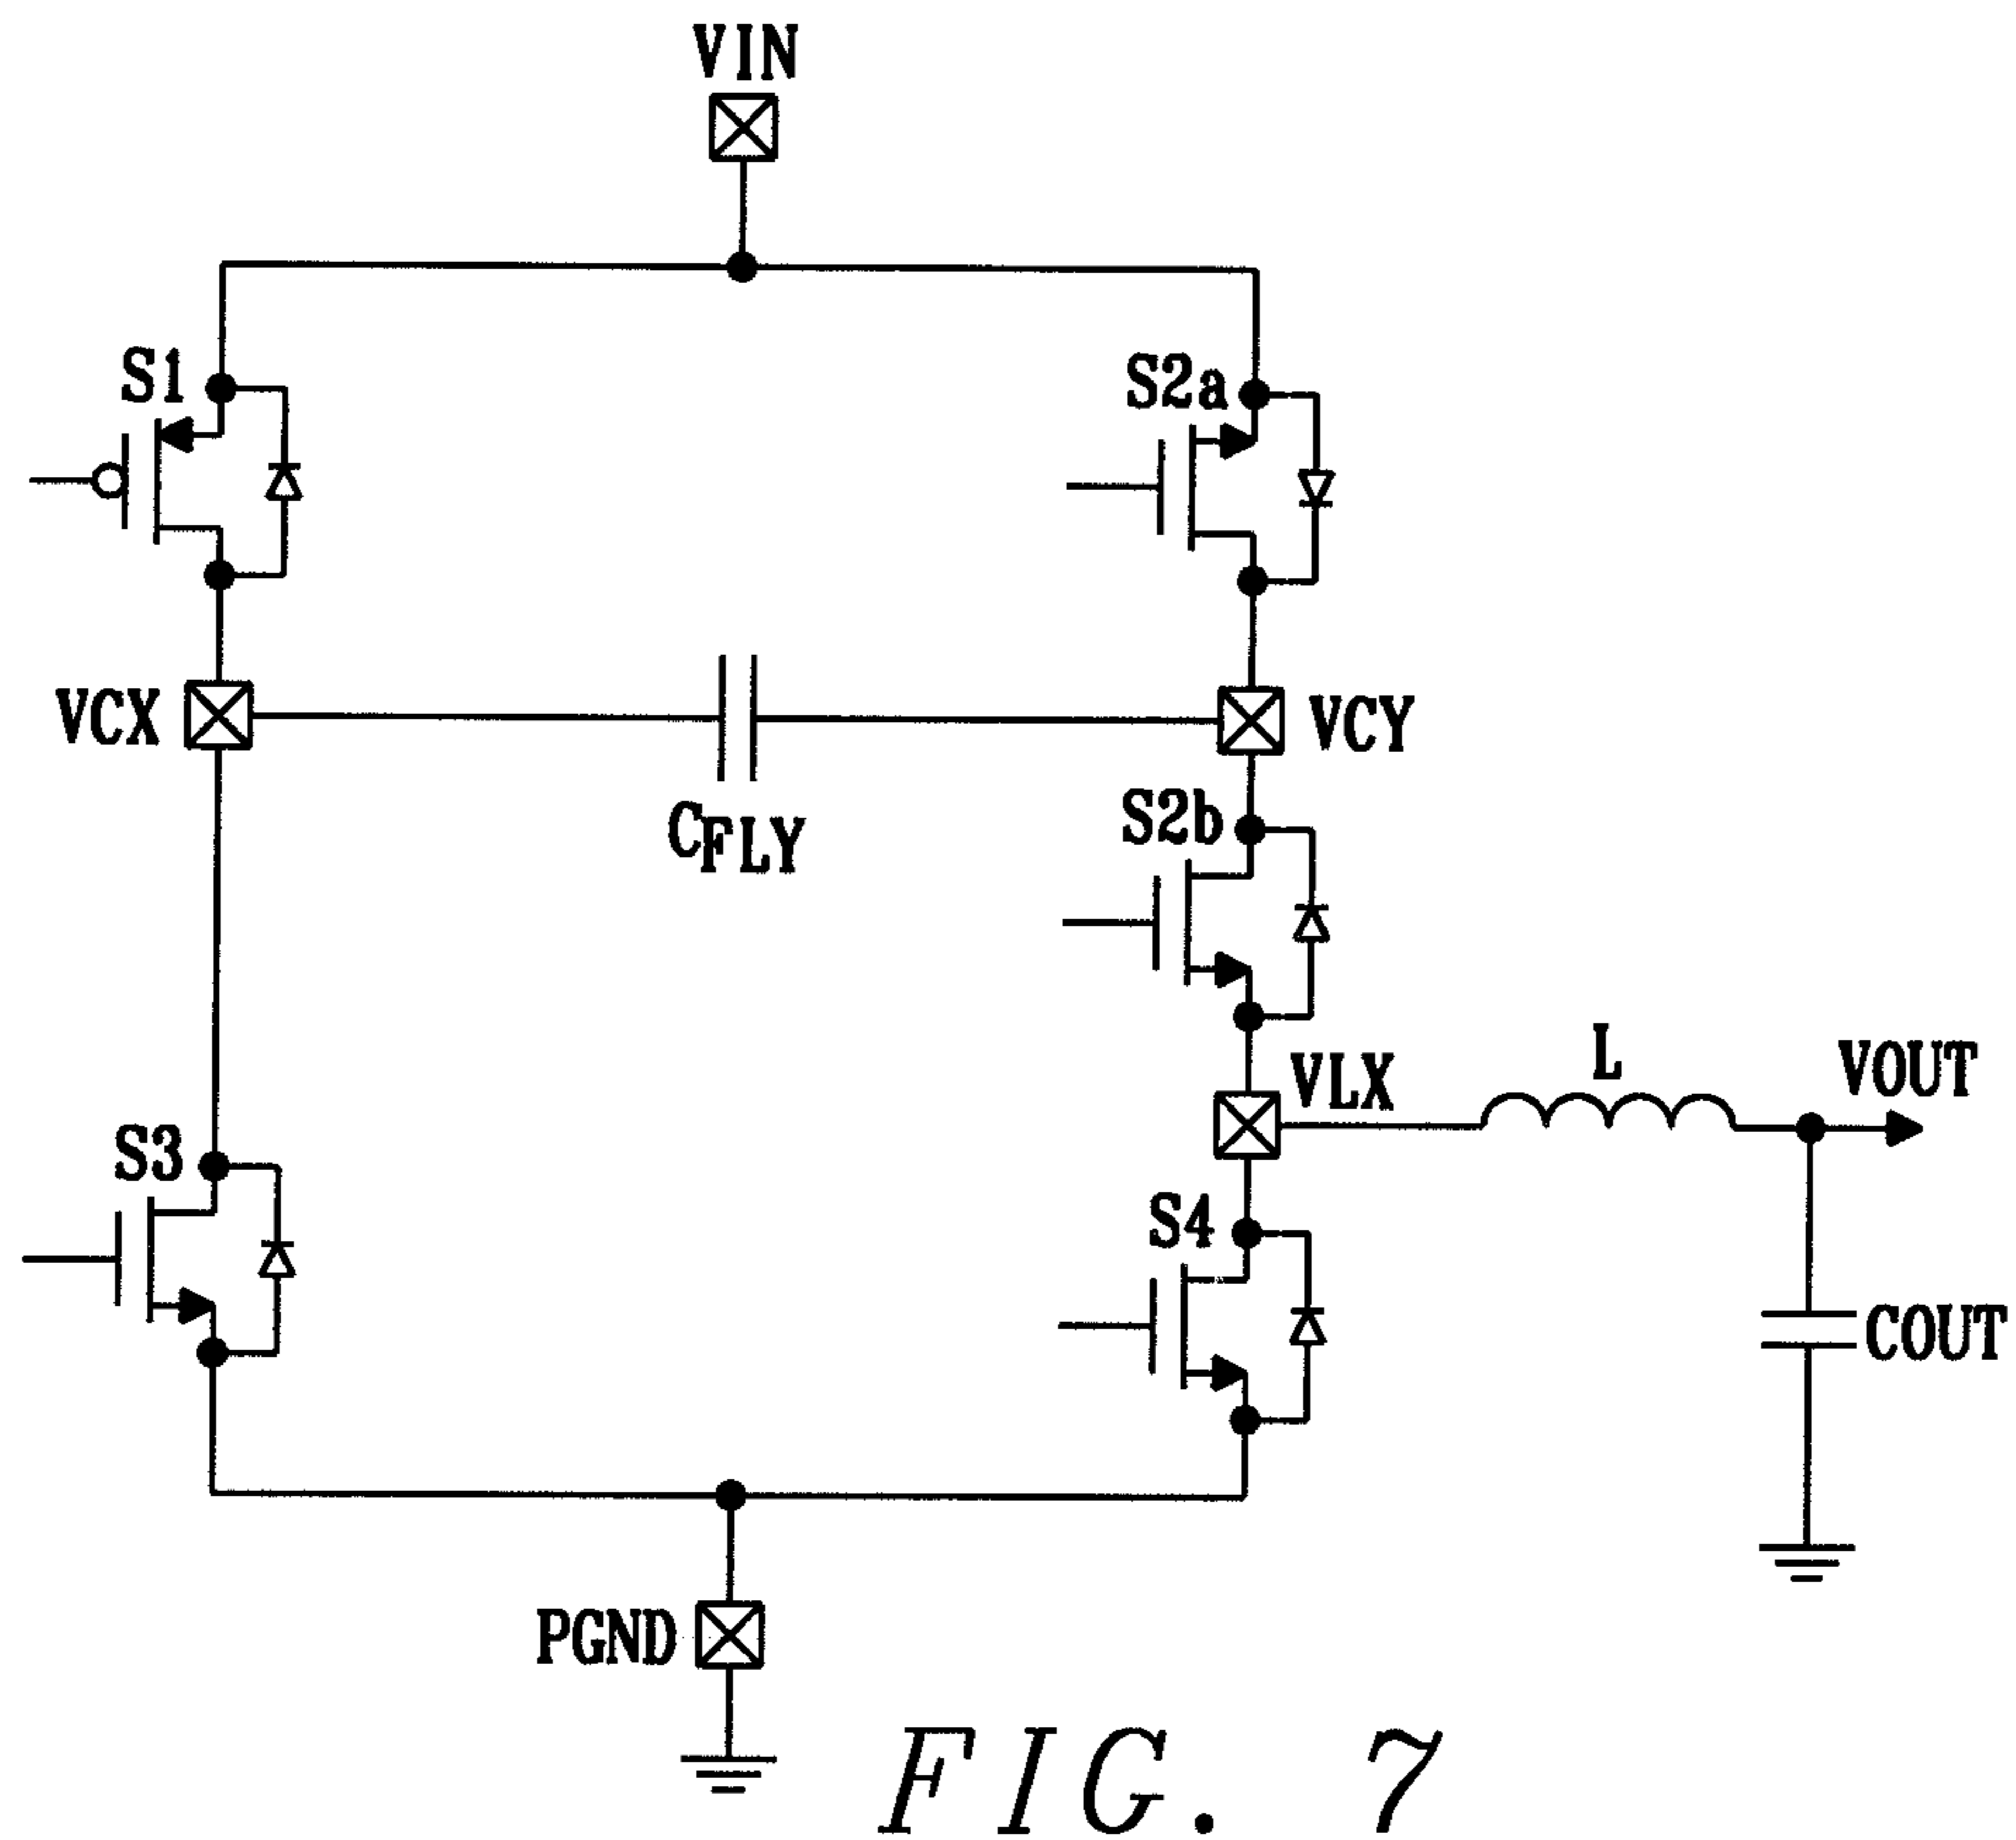 VIN
S1
S2a
VCX
VCY
CFLY
S2b
L
VOUT
VLX
S3
S4
COUT
PGND
FIG. 7